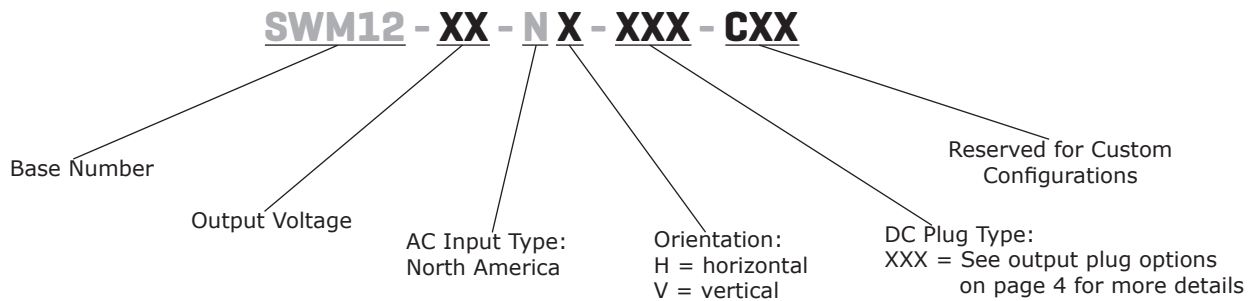 SWM12 - XX - N X - XXX - CXX
Base Number
Output Voltage
AC Input Type:
North America
Orientation:
H = horizontal
V = vertical
DC Plug Type:
XXX = See output plug options
on page 4 for more details
Reserved for Custom
Configurations